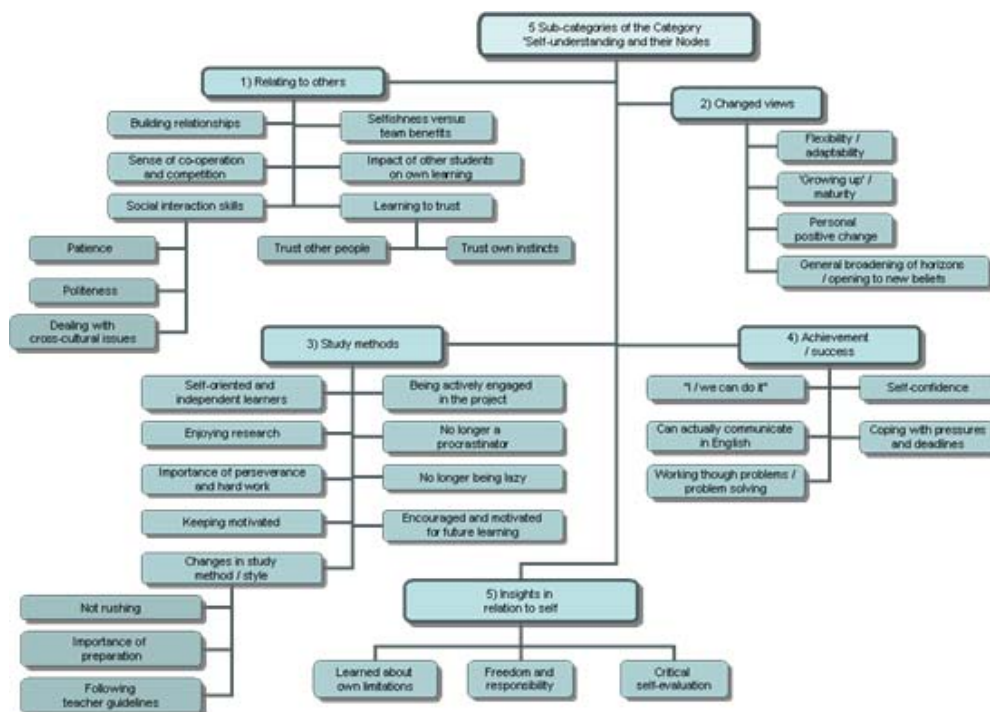 5 Sub-categories of the Category
'Self-understanding and their Nodes
1) Relating to others
Building relationships
Selfishness versus
team benefits
Sense of co-operation
and competition
Impact of other students
on own learning
Social interaction skills
Learning to trust
Patience
Politeness
Dealing with
cross-cultural issues
Trust other people
Trust own instincts
2) Changed views
Flexibility /
adaptability
'Growing up' /
maturity
Personal
positive change
General broadening of horizons
/ opening to new beliefs
3) Study methods
Self-oriented and
independent learners
Being actively engaged
in the project
Enjoying research
No longer a
procrastinator
Importance of perseverance
and hard work
No longer being lazy
Keeping motivated
Encouraged and motivated
for future learning
Changes in study
method / style
Not rushing
Importance of
preparation
Following
teacher guidelines
4) Achievement
/ success
"I / we can do it"
Self-confidence
Can actually communicate
in English
Coping with pressures
and deadlines
Working though problems /
problem solving
5) Insights in
relation to self
Learned about
own limitations
Freedom and
responsibility
Critical
self-evaluation